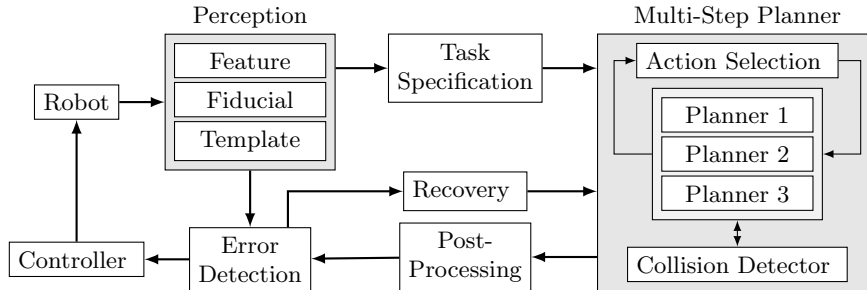 Perception
Multi-Step Planner
Feature
Fiducial
Template
Task
Specification
Action Selection
Robot
Planner 1
Planner 2
Planner 3
Recovery
Controller
Error
Detection
Post-
Processing
Collision Detector